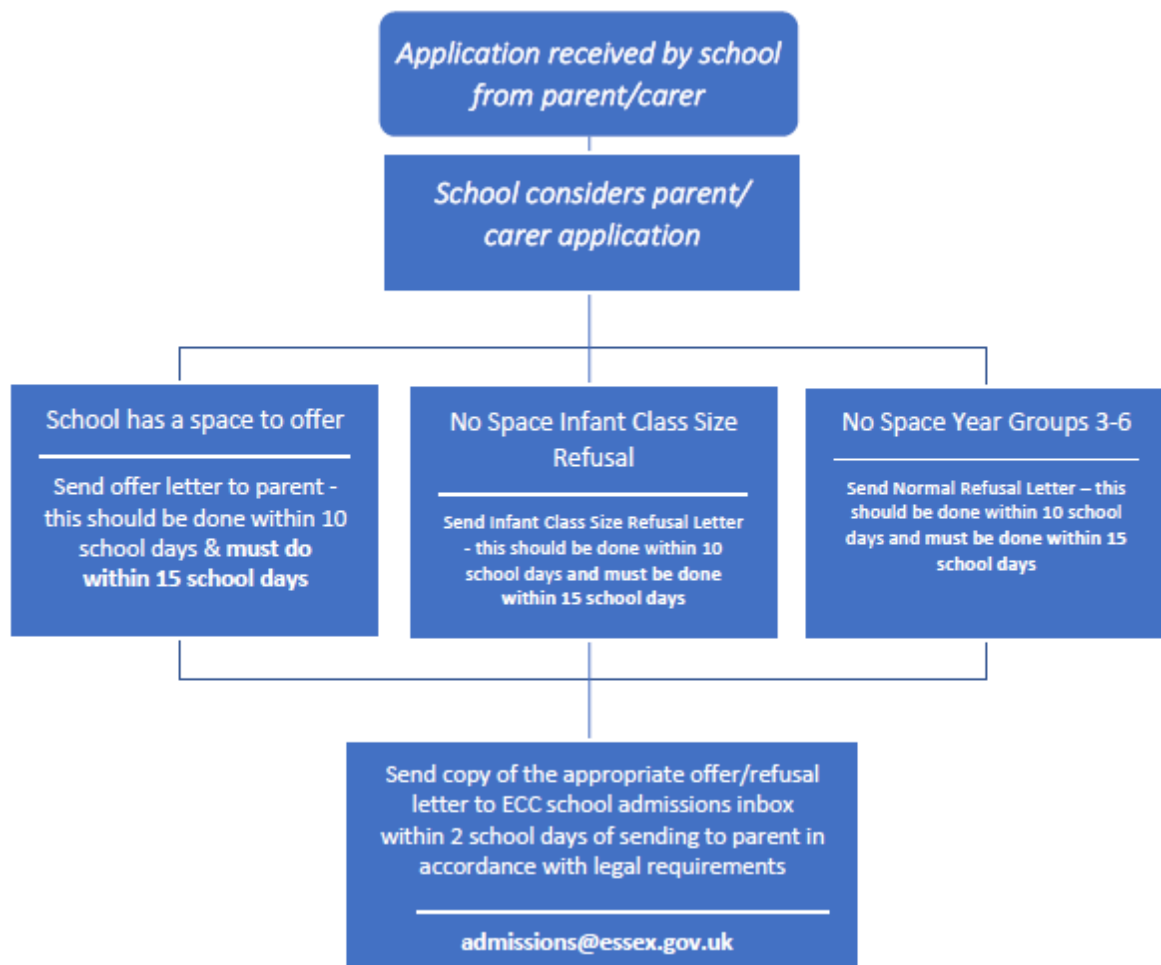 Application received by school
from parent/carer
School considers parent/
carer application
School has a space to offer
Send offer letter to parent -
this should be done within 10
school days & must do
within 15 school days
No Space Infant Class Size
Refusal
Send Infant Class Size Refusal Letter
- this should be done within 10
school days and must be done
within 15 school days
No Space Year Groups 3-6
Send Normal Refusal Letter – this
should be done within 10 school
days and must be done within 15
school days
Send copy of the appropriate offer/refusal
letter to ECC school admissions inbox
within 2 school days of sending to parent in
accordance with legal requirements
admissions@essex.gov.uk